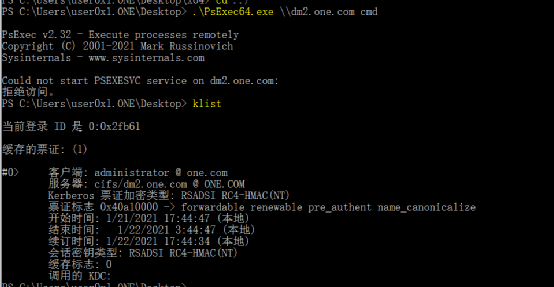 PS C:\Users\user0x1.ONE\Desktop> .\PsExec64.exe \\dm2.one.com cmd
PsExec v2.32 - Execute processes remotely
Copyright (C) 2001-2021 Mark Russinovich
Sysinternals - www.sysinternals.com
Could not start PSEXESVC service on dm2.one.com:
拒绝访问。
PS C:\Users\user0x1.ONE\Desktop> klist
当前登录 ID 是 0:0x2fb61
缓存的票证: (1)
#0> 客户端: administrator @ one.com
服务器: cifs/dm2.one.com @ ONE.COM
Kerberos 票证加密类型: RSADSI RC4-HMAC(NT)
票证标志 0x40a10000 -> forwardable renewable pre_authent name_canonicalize
开始时间: 1/21/2021 17:44:47 (本地)
结束时间: 1/22/2021 3:44:47 (本地)
续订时间: 1/22/2021 17:44:34 (本地)
会话密钥类型: RSADSI RC4-HMAC(NT)
缓存标志: 0
调用的 KDC:
PS C:\Users\user0x1.ONE\Desktop>